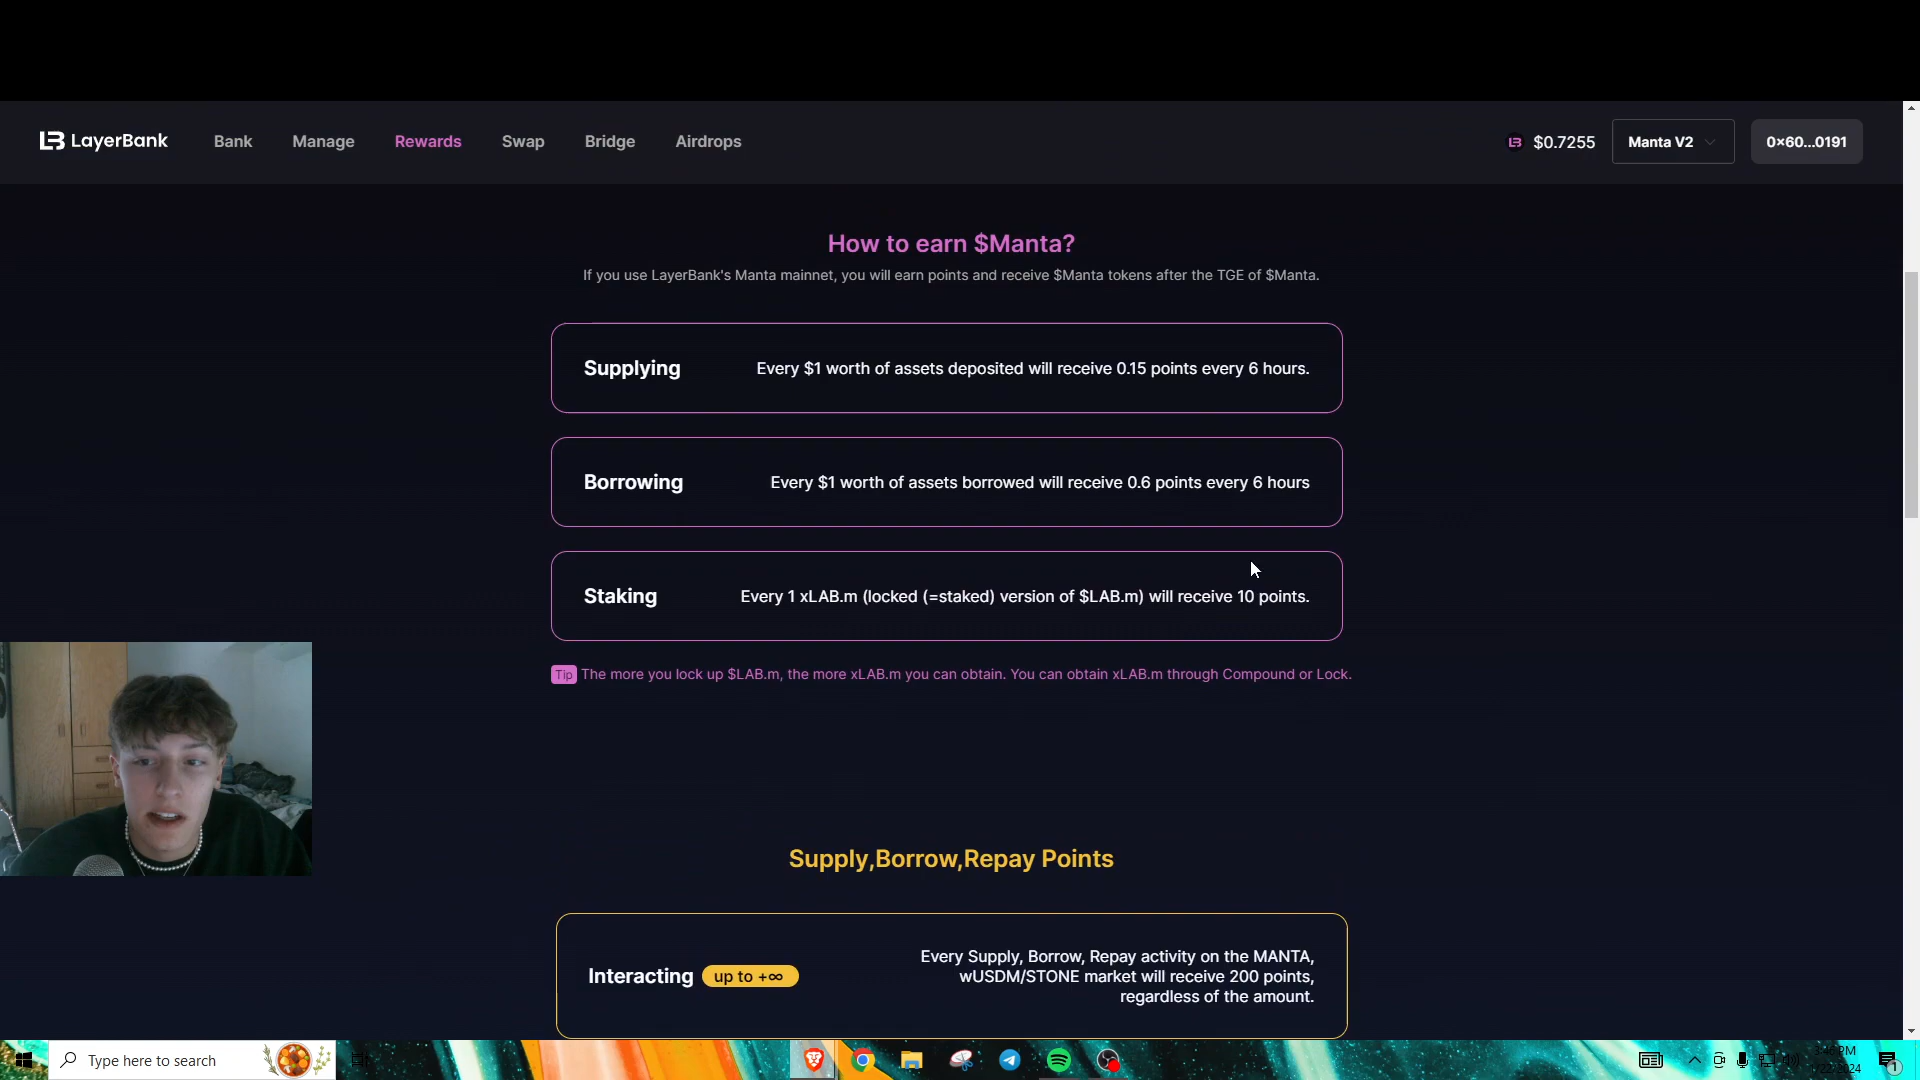 LayerBank
Bank
Manage
Rewards
Swap
Bridge
Airdrops
$0.7255
Manta V2
0×60...0191
How to earn $Manta?
If you use LayerBank's Manta mainnet, you will earn points and receive $Manta tokens after the TGE of $Manta.
Supplying
Every $1 worth of assets deposited will receive 0.15 points every 6 hours.
Borrowing
Every $1 worth of assets borrowed will receive 0.6 points every 6 hours
Staking
Every 1 xLAB.m (locked (=staked) version of $LAB.m) will receive 10 points.
Tip The more you lock up $LAB.m, the more xLAB.m you can obtain. You can obtain xLAB.m through Compound or Lock.
Supply,Borrow,Repay Points
Interacting up to +∞
Every Supply, Borrow, Repay activity on the MANTA,
wUSDM/STONE market will receive 200 points,
regardless of the amount.
Type here to search
PM
1